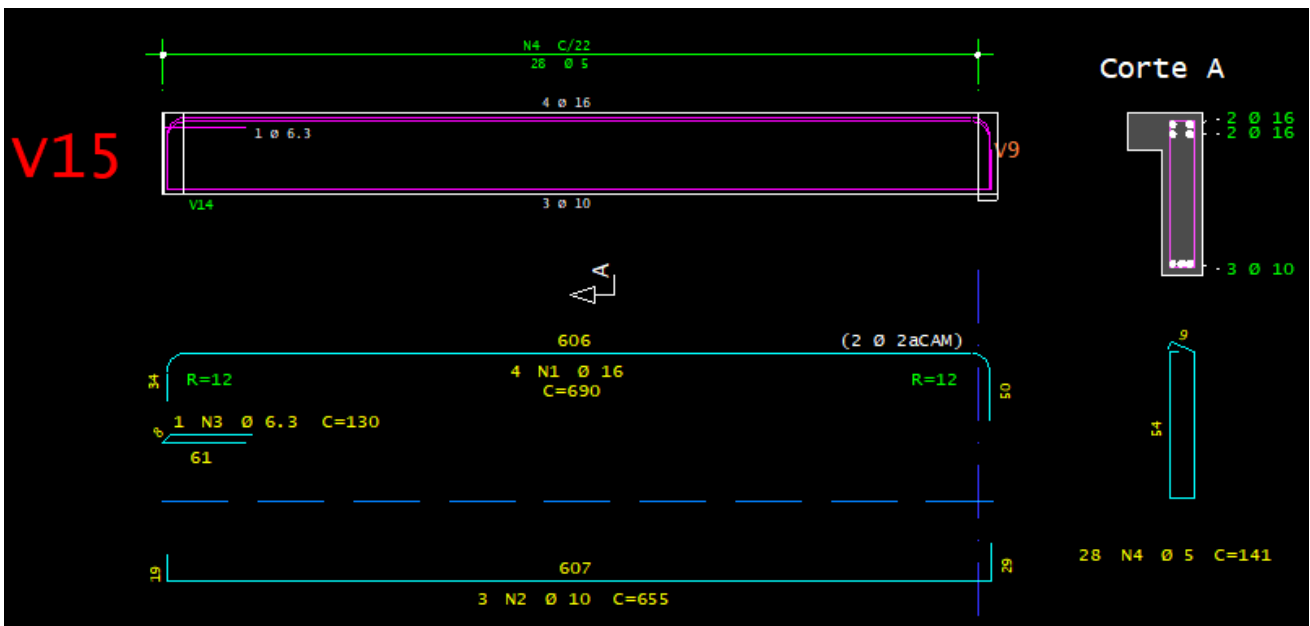 N4 C/22
28 Ø 5
Corte A
4 Ø 16
1 Ø 6.3
2 Ø 16
2 Ø 16
V15
V9
V14
3 Ø 10
3 Ø 10
A
606
(2 Ø 2aCAM)
9
34
R=12
4 N1 Ø 16
C=690
R=12
50
1 N3 Ø 6.3 C=130
8
61
54
28 N4 Ø 5 C=141
19
607
29
3 N2 Ø 10 C=655